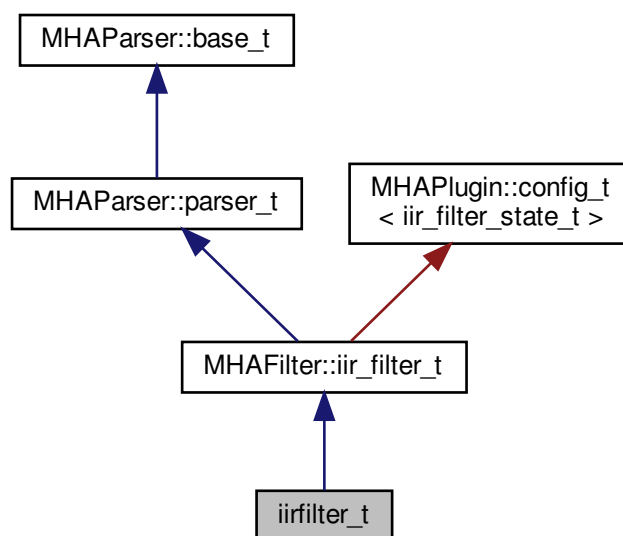 MHAParser::base_t
MHAParser::parser_t
MHAPlugin::config_t
< iir_filter_state_t >
MHAFilter::iir_filter_t
iirfilter_t